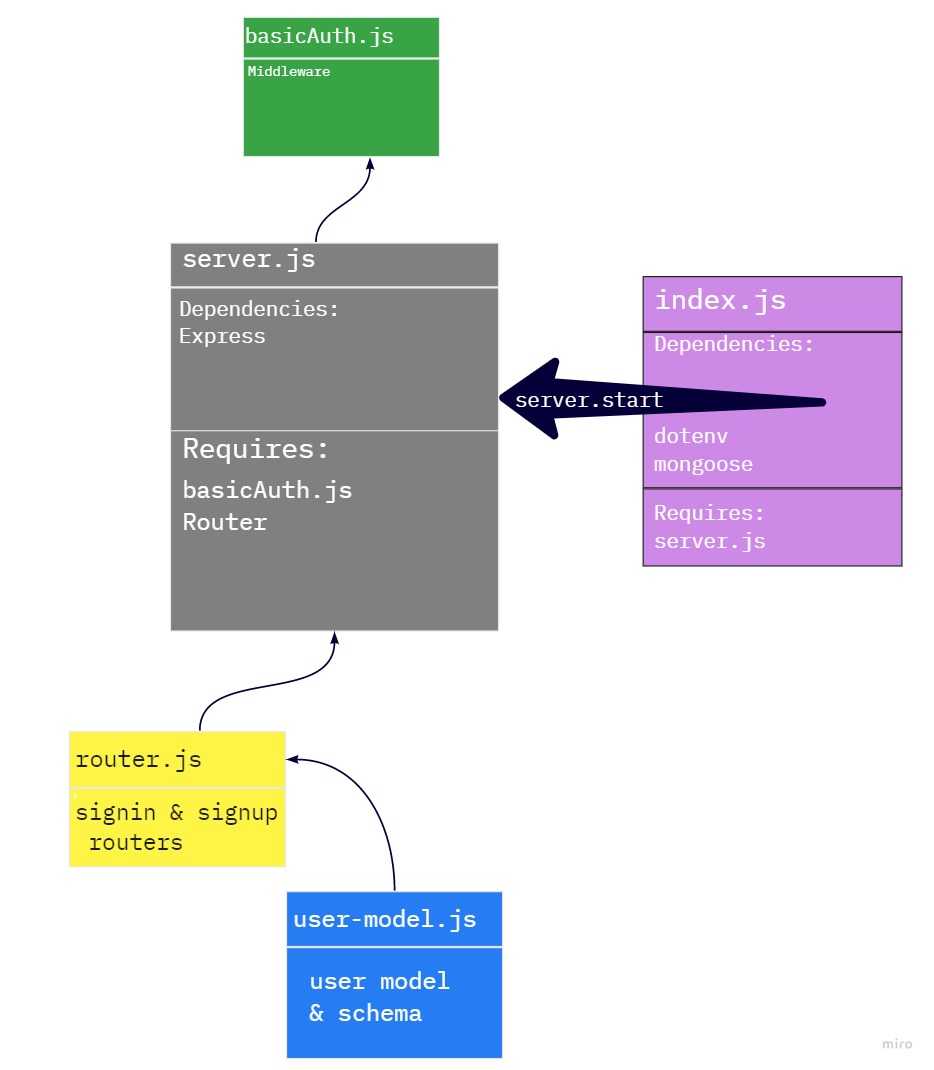 basicAuth.js
Middleware
server.js
Dependencies:
Express
Requires:
basicAuth.js
Router
server.start
index.js
Dependencies:
dotenv
mongoose
Requires:
server.js
router.js
signin & signup
routers
user-model.js
user model
& schema
miro